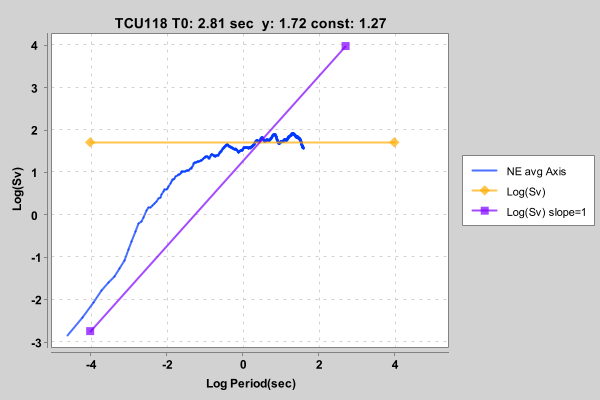 TCU118 T0: 2.81 sec  y: 1.72 const: 1.27
4
3
2
1
0
-1
-2
-3
Log(Sv)
-4 -2 0 2 4
Log Period(sec)
NE avg Axis
Log(Sv)
Log(Sv) slope=1